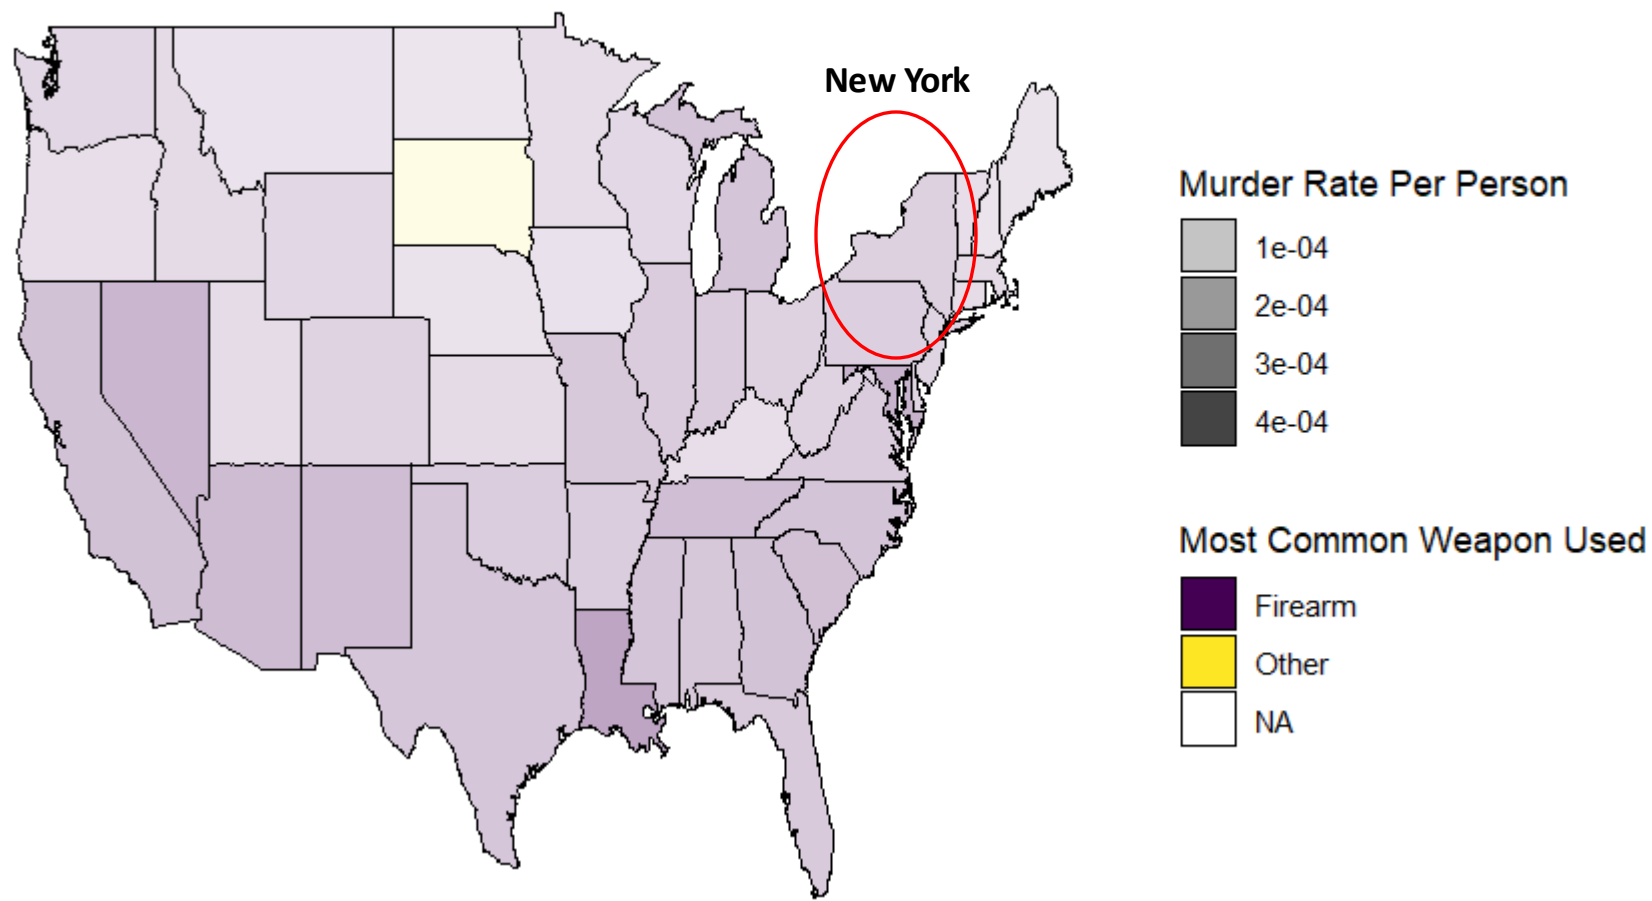 New York
Murder Rate Per Person
1e-04
2e-04
3e-04
4e-04
Most Common Weapon Used
Firearm
Other
NA